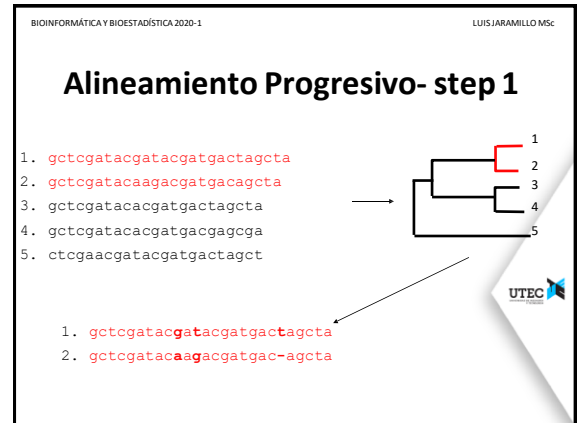 BIOINFORMÁTICA Y BIOESTADÍSTICA 2020-1
LUIS JARAMILLO MSc
Alineamiento Progresivo- step 1
1. gctcgatacgatacgatgactagcta
2. gctcgatacaagacgatgacagcta
3. gctcgatacacgatgactagcta
4. gctcgatacacgatgacgagcga
5. ctcgaacgatacgatgactagct
1
2
3
4
5
UTEC
1. gctcgatacgatacgatgactagcta
2. gctcgatacaagacgatgac-agcta